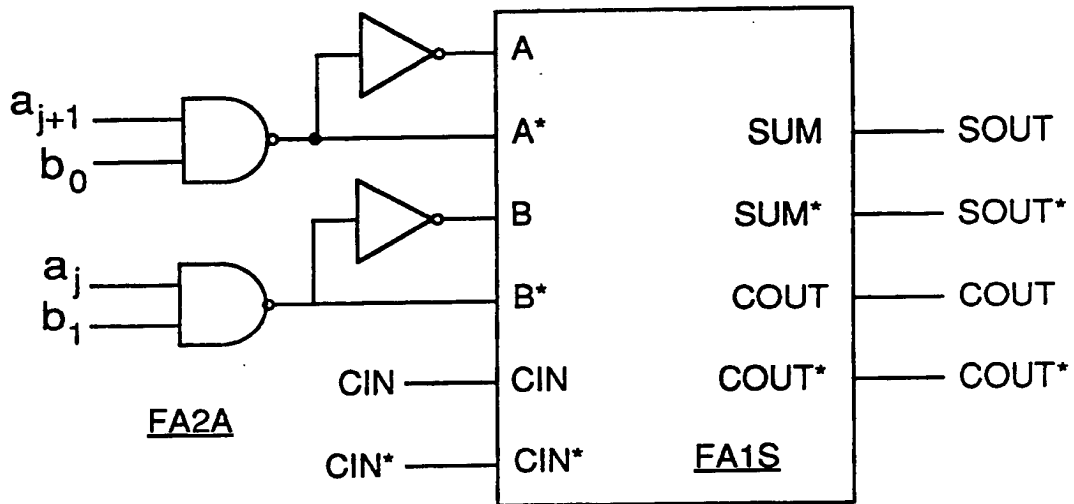 a_{j+1}
b_0
a_j
b_1
CIN
CIN*
FA2A
A
A*
B
B*
CIN
CIN*
SUM
SUM*
COUT
COUT*
FA1S
SOUT
SOUT*
COUT
COUT*